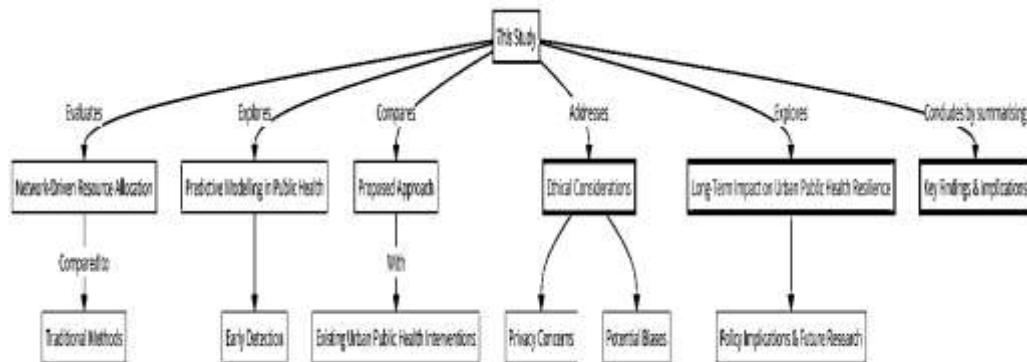 This Study
Evaluates
Explores
Compares
Addresses
Explores
Concludes by summarising
Network-Driven Resource Allocation
Predictive Modelling in Public Health
Proposed Approach
Ethical Considerations
Long-Term Impact on Urban Public Health Resilience
Key Findings & Implications
Compared to
With
Traditional Methods
Early Detection
Existing Urban Public Health Interventions
Privacy Concerns
Potential Biases
Policy Implications & Future Research